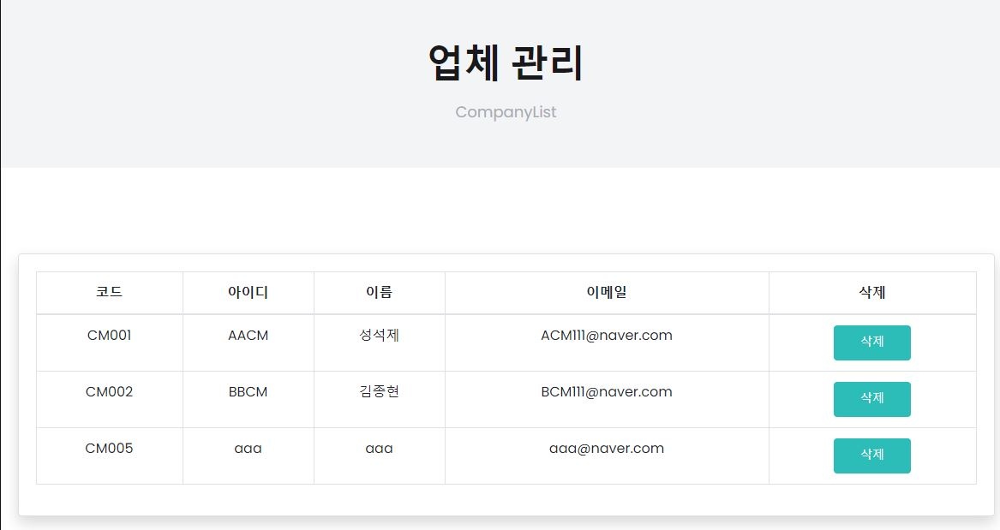 업체 관리
CompanyList
코드 아이디 이름 이메일 삭제
CM001 AACM 성석제 ACM111@naver.com 삭제
CM002 BBCM 김종현 BCM111@naver.com 삭제
CM005 aaa aaa aaa@naver.com 삭제